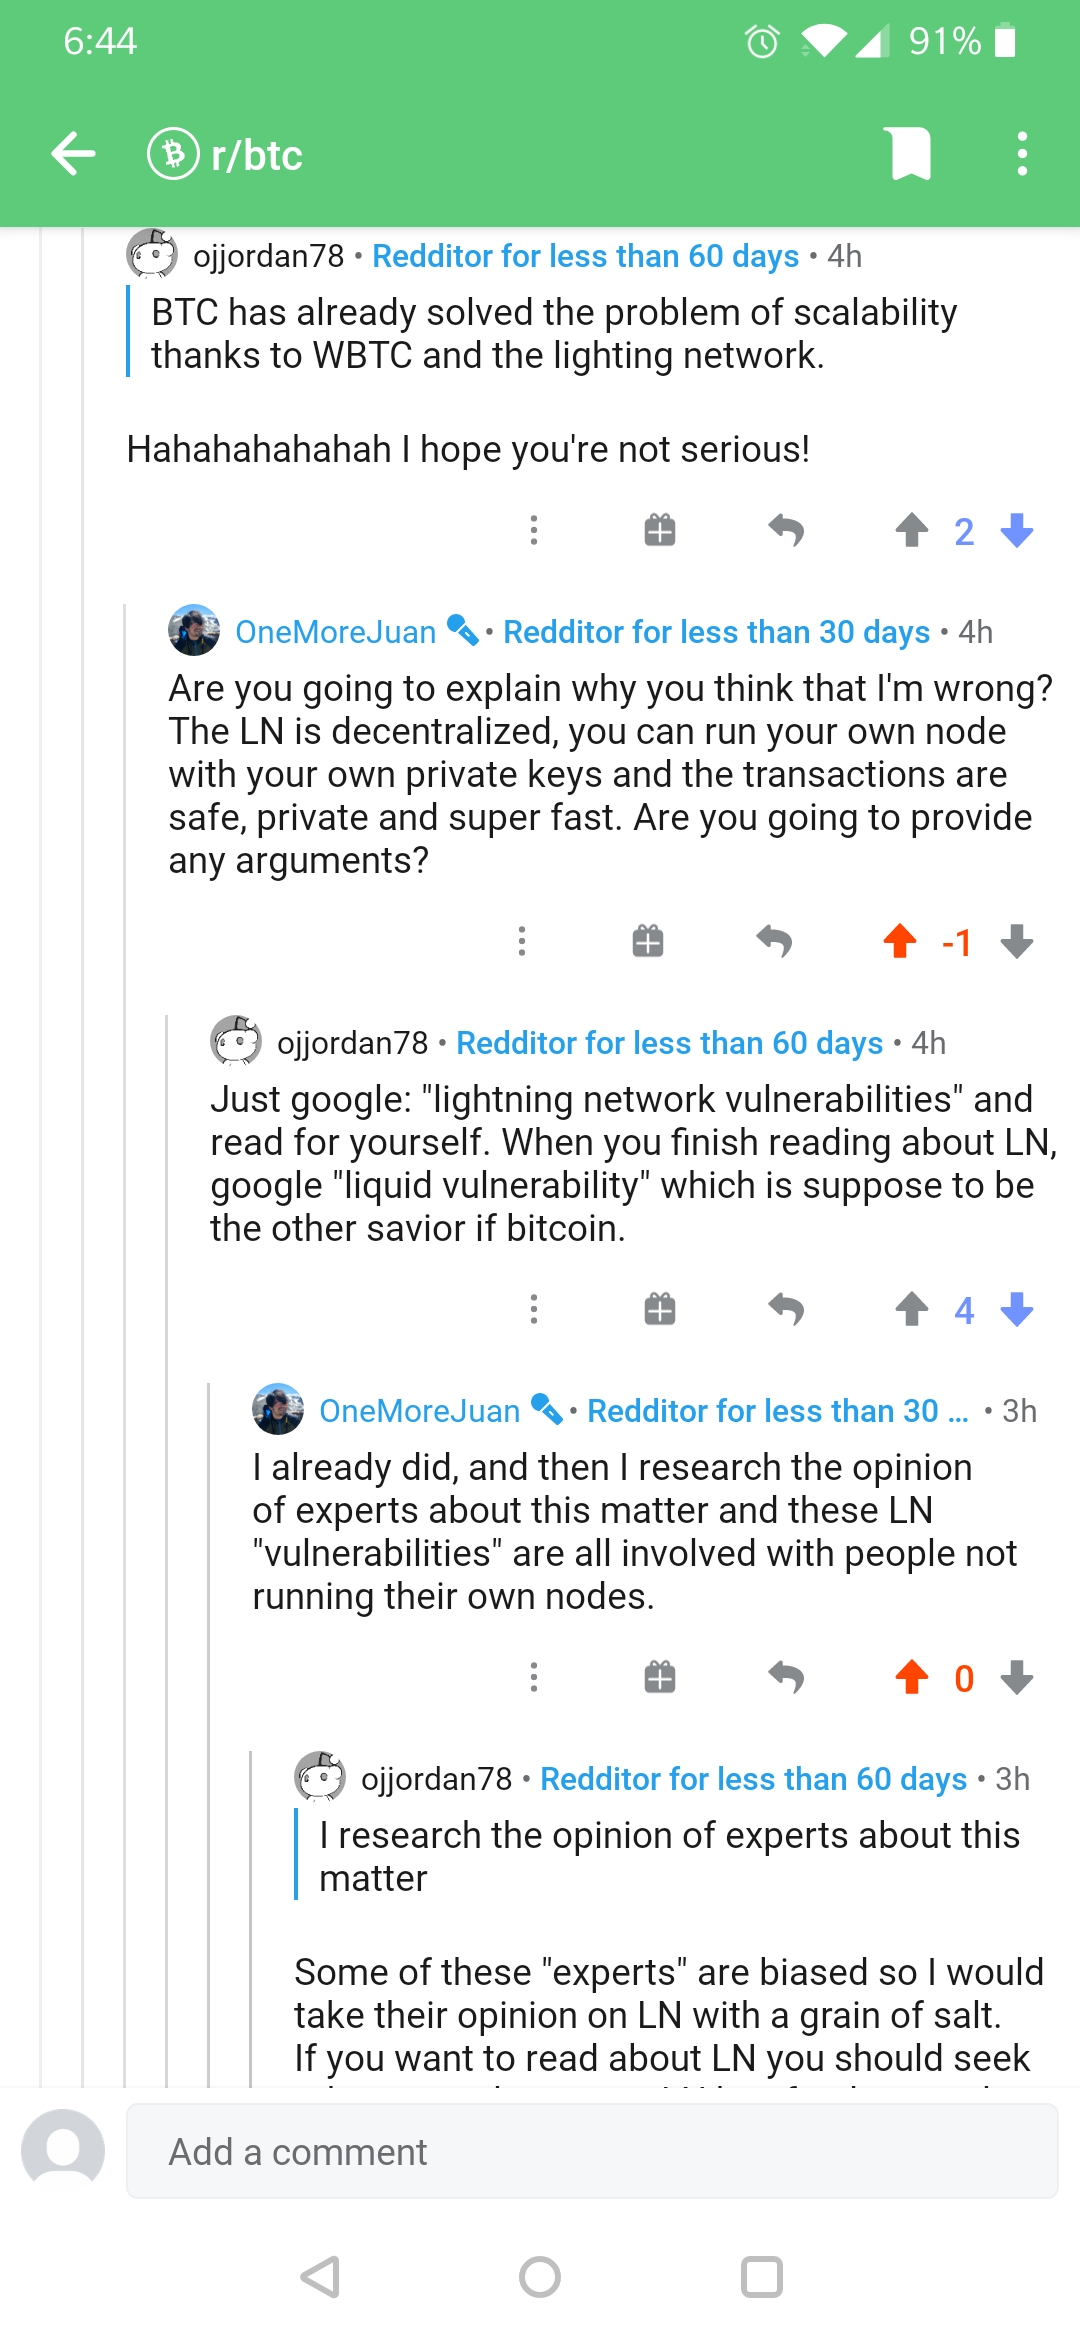 6:44 91%
r/btc
ojjordan78 • Redditor for less than 60 days • 4h
BTC has already solved the problem of scalability
thanks to WBTC and the lighting network.
Hahahahahahah I hope you're not serious!
2
OneMoreJuan • Redditor for less than 30 days • 4h
Are you going to explain why you think that I'm wrong?
The LN is decentralized, you can run your own node
with your own private keys and the transactions are
safe, private and super fast. Are you going to provide
any arguments?
-1
ojjordan78 • Redditor for less than 60 days • 4h
Just google: "lightning network vulnerabilities" and
read for yourself. When you finish reading about LN,
google "liquid vulnerability" which is suppose to be
the other savior if bitcoin.
4
OneMoreJuan • Redditor for less than 30 ... • 3h
I already did, and then I research the opinion
of experts about this matter and these LN
"vulnerabilities" are all involved with people not
running their own nodes.
0
ojjordan78 • Redditor for less than 60 days • 3h
I research the opinion of experts about this
matter
Some of these "experts" are biased so I would
take their opinion on LN with a grain of salt.
If you want to read about LN you should seek
Add a comment